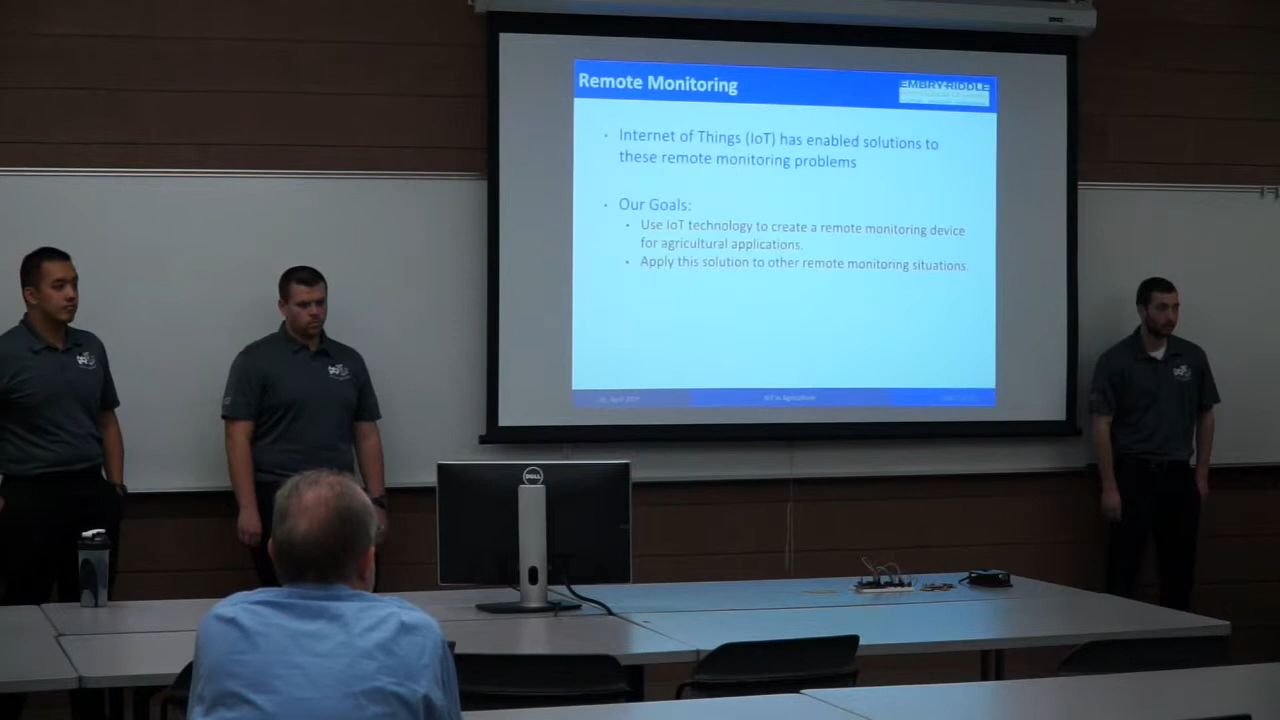 Remote Monitoring
EMBRY-RIDDLE
Internet of Things (IoT) has enabled solutions to
these remote monitoring problems
Our Goals:
Use IoT technology to create a remote monitoring device
for agricultural applications.
Apply this solution to other remote monitoring situations.
IoT in Agriculture
DELL